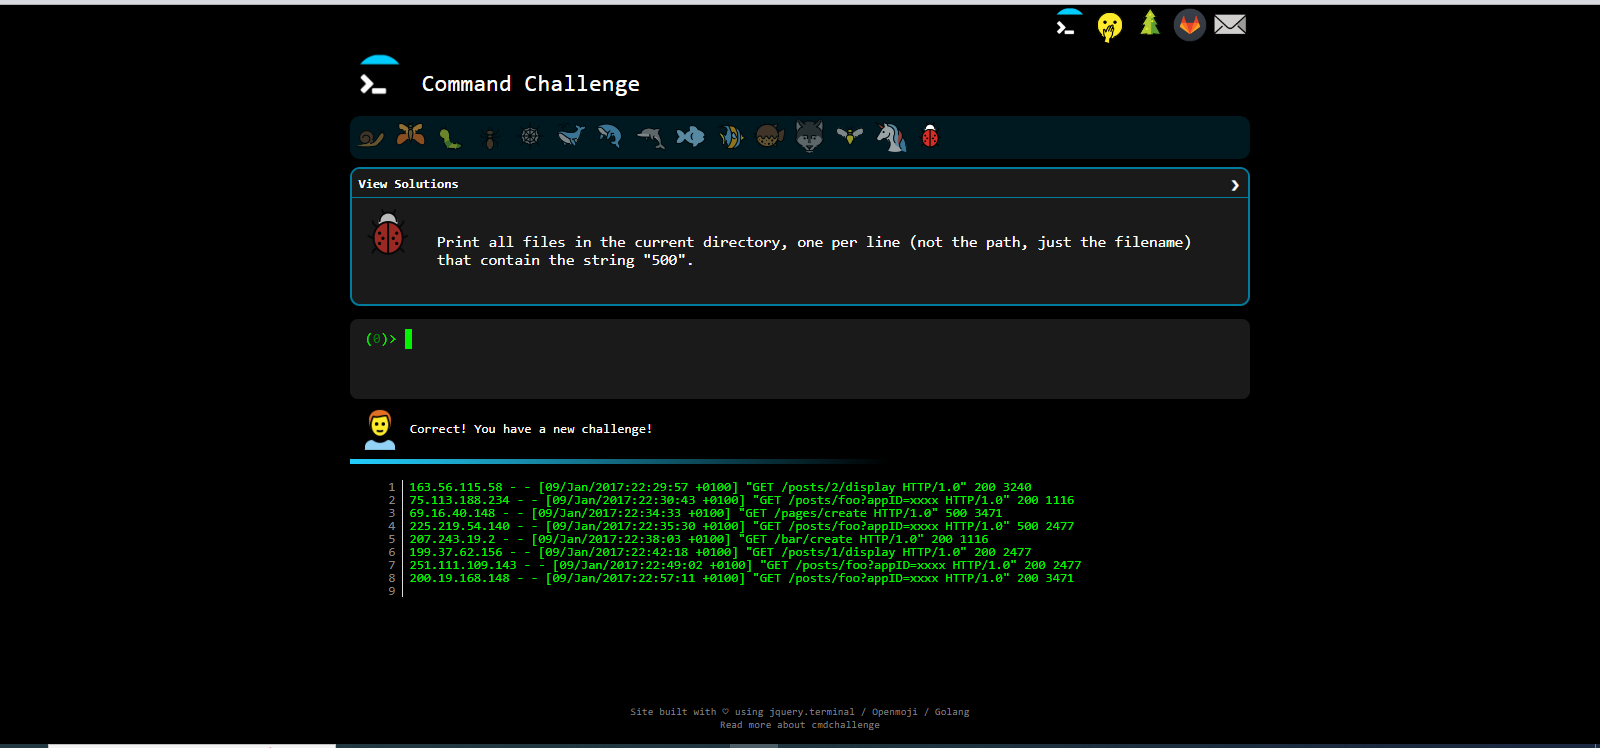 Command Challenge
View Solutions
Print all files in the current directory, one per line (not the path, just the filename)
that contain the string "500".
(0)>
Correct! You have a new challenge!
1 163.56.115.58 - - [09/Jan/2017:22:29:57 +0100] "GET /posts/2/display HTTP/1.0" 200 3240
2 75.113.188.234 - - [09/Jan/2017:22:30:43 +0100] "GET /posts/foo?appID=xxxx HTTP/1.0" 200 1116
3 69.16.40.148 - - [09/Jan/2017:22:34:33 +0100] "GET /pages/create HTTP/1.0" 500 3471
4 225.219.54.140 - - [09/Jan/2017:22:35:30 +0100] "GET /posts/foo?appID=xxxx HTTP/1.0" 500 2477
5 207.243.19.2 - - [09/Jan/2017:22:38:03 +0100] "GET /bar/create HTTP/1.0" 200 1116
6 199.37.62.156 - - [09/Jan/2017:22:42:18 +0100] "GET /posts/1/display HTTP/1.0" 200 2477
7 251.111.109.143 - - [09/Jan/2017:22:49:02 +0100] "GET /posts/foo?appID=xxxx HTTP/1.0" 200 2477
8 200.19.168.148 - - [09/Jan/2017:22:57:11 +0100] "GET /posts/foo?appID=xxxx HTTP/1.0" 200 3471
9
Site built with ♡ using jquery.terminal / Openmoji / Golang
Read more about cmdchallenge